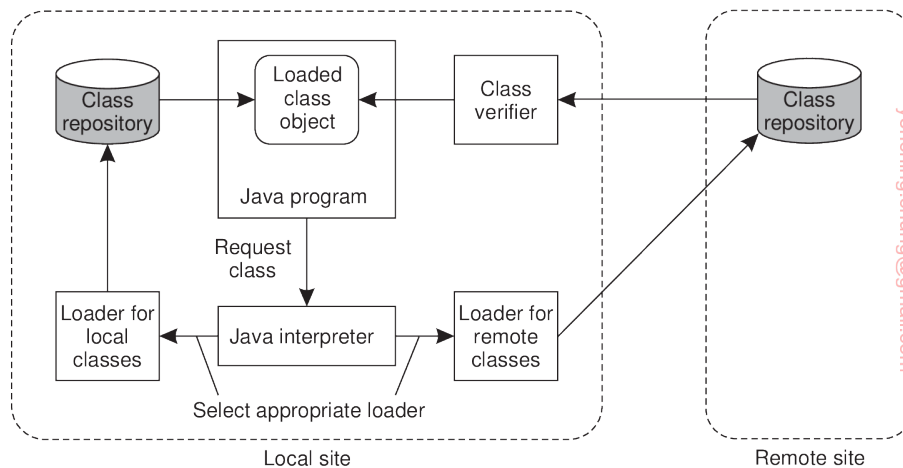 Loaded
class
object
Class
repository
Class
verifier
Class
repository
Java program
Request
class
Loader for
local
classes
Java interpreter
Loader for
remote
classes
Select appropriate loader
Local site
Remote site